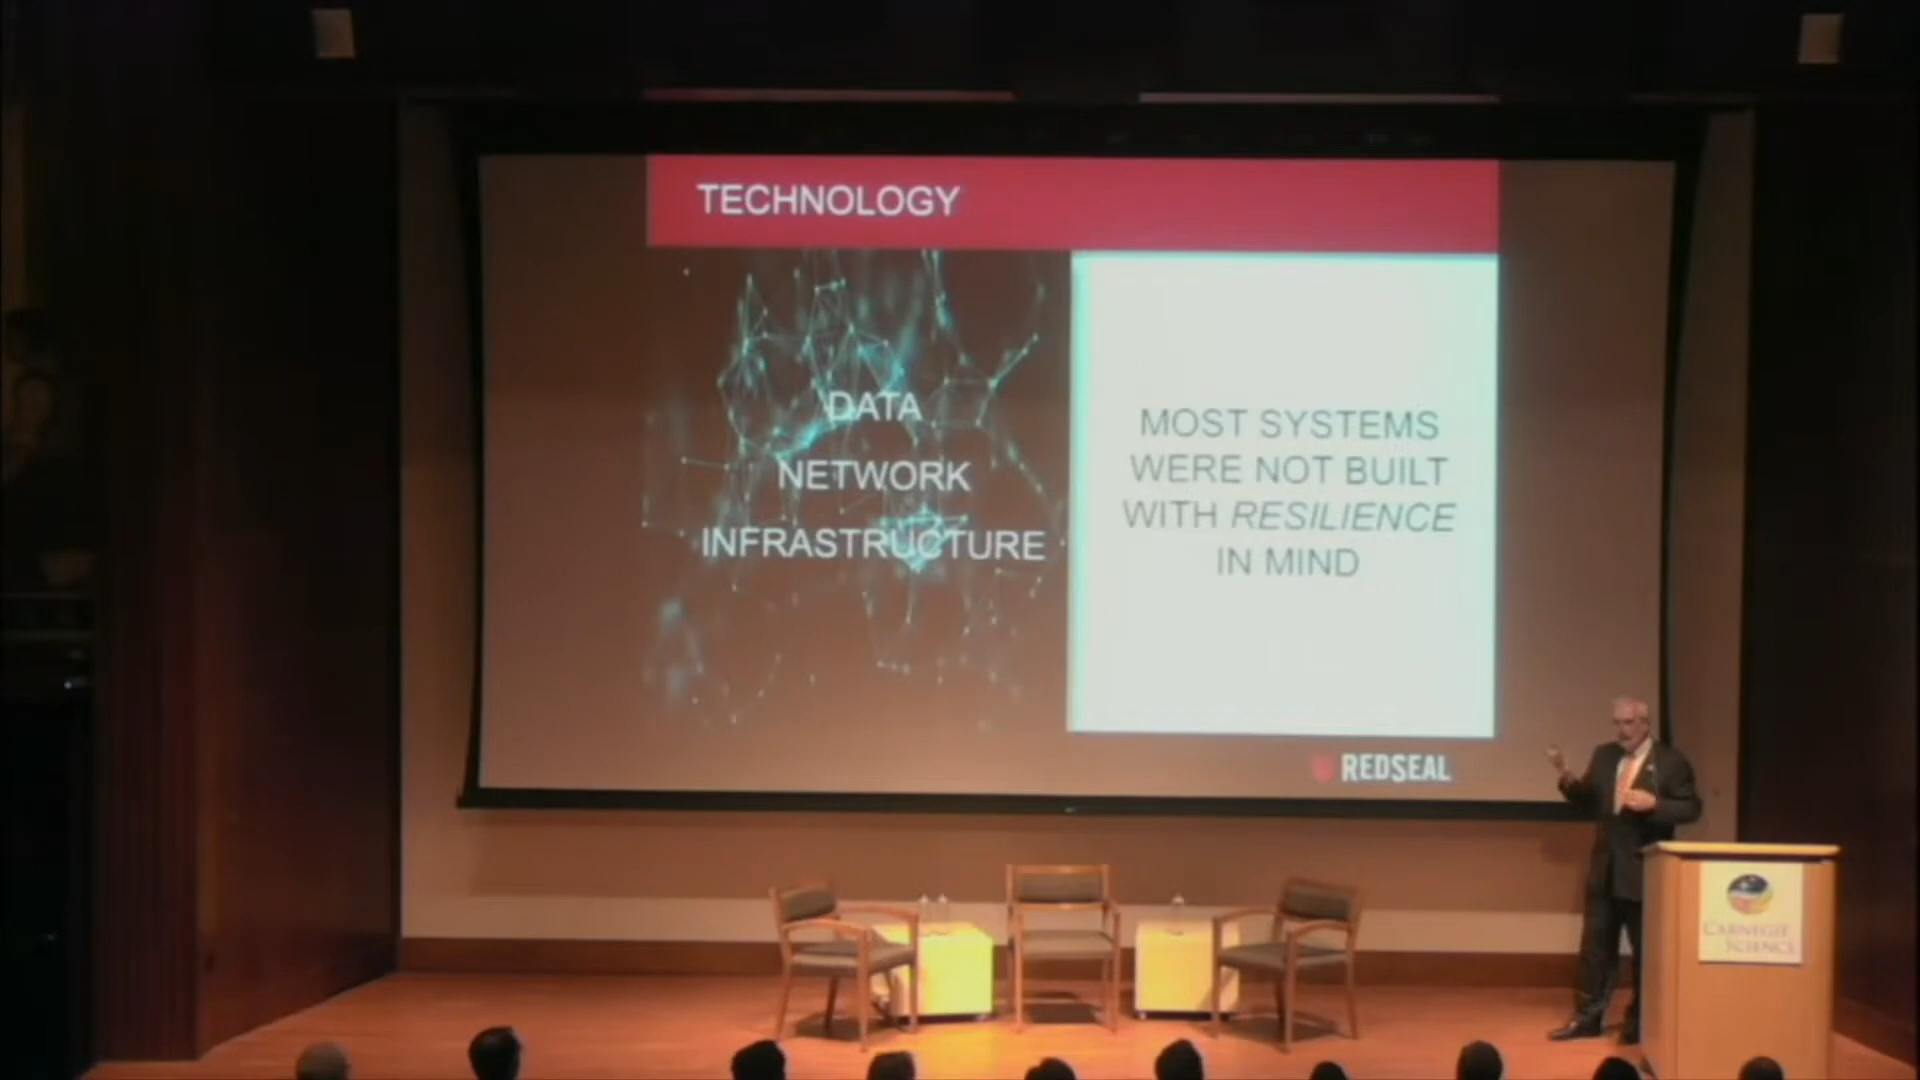 TECHNOLOGY
DATA
NETWORK
INFRASTRUCTURE
MOST SYSTEMS
WERE NOT BUILT
WITH RESILIENCE
IN MIND
REDSEAL
CARNEGIE
SCIENCE